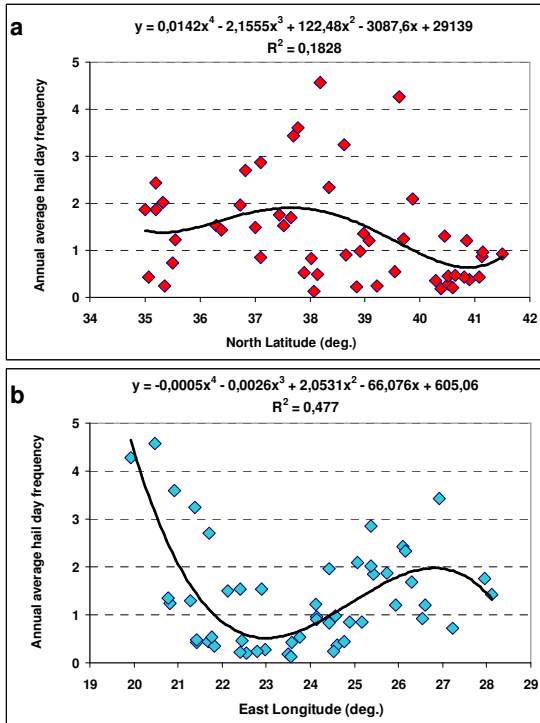 a
y = 0,0142x⁴ - 2,1555x³ + 122,48x² - 3087,6x + 29139
R² = 0,1828
Annual average hail day frequency
5
4
3
2
1
0
34 35 36 37 38 39 40 41 42
North Latitude (deg.)
b
y = -0,0005x⁴ - 0,0026x³ + 2,0531x² - 66,076x + 605,06
R² = 0,477
Annual average hail day frequency
5
4
3
2
1
0
19 20 21 22 23 24 25 26 27 28 29
East Longitude (deg.)